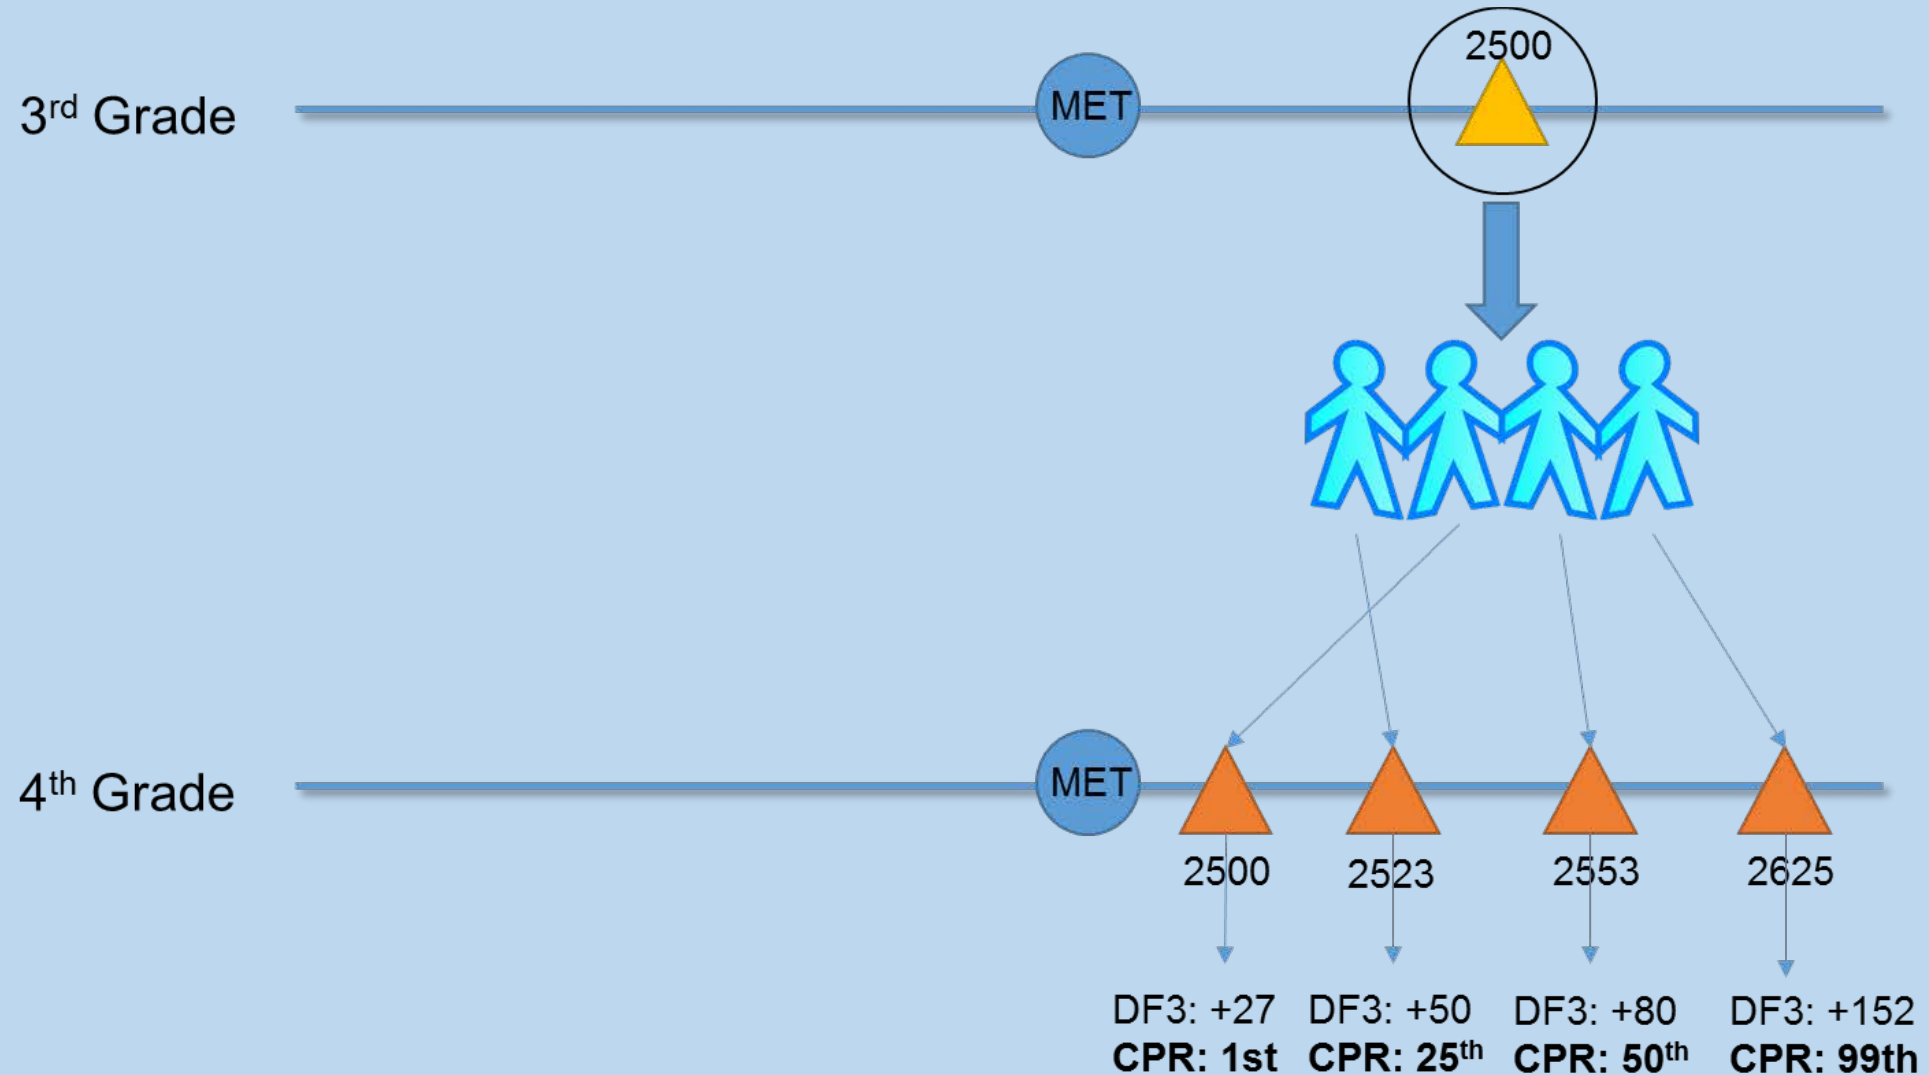 2500
3rd Grade
MET
4th Grade
MET
2500 2523 2553 2625
DF3: +27 DF3: +50 DF3: +80 DF3: +152
CPR: 1st CPR: 25th CPR: 50th CPR: 99th